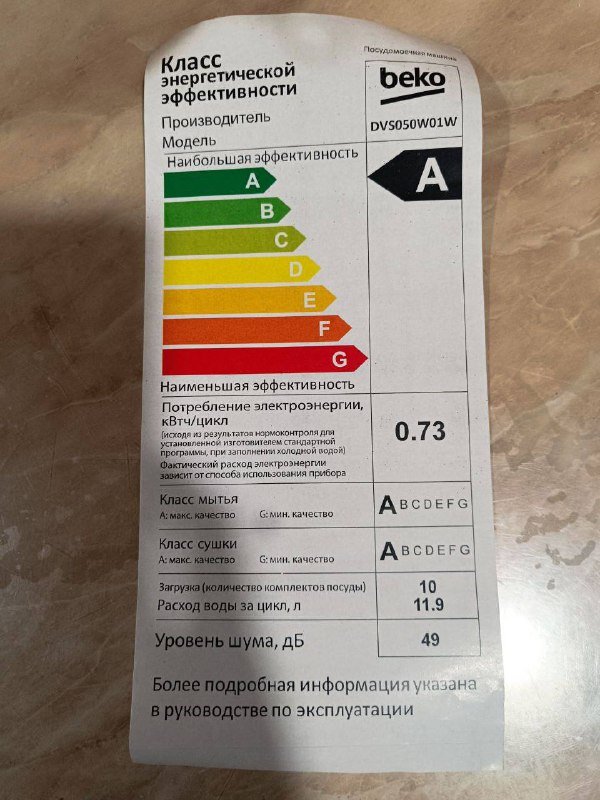 Посудомоечная машина
Класс
энергетической
эффективности
beko
Производитель
Модель
DVS050W01W
Наибольшая эффективность
A
A
B
C
D
E
F
G
Наименьшая эффективность
Потребление электроэнергии,
кВтч/цикл
0.73
(исходя из результатов нормоконтроля для
установленной изготовителем стандартной
программы, при заполнении холодной водой)
Фактический расход электроэнергии
зависит от способа использования прибора
Класс мытья
A: макс. качество G: мин. качество
A B C D E F G
Класс сушки
A: макс. качество G: мин. качество
A B C D E F G
Загрузка (количество комплектов посуды) 10
Расход воды за цикл, л 11.9
Уровень шума, дБ 49
Более подробная информация указана
в руководстве по эксплуатации